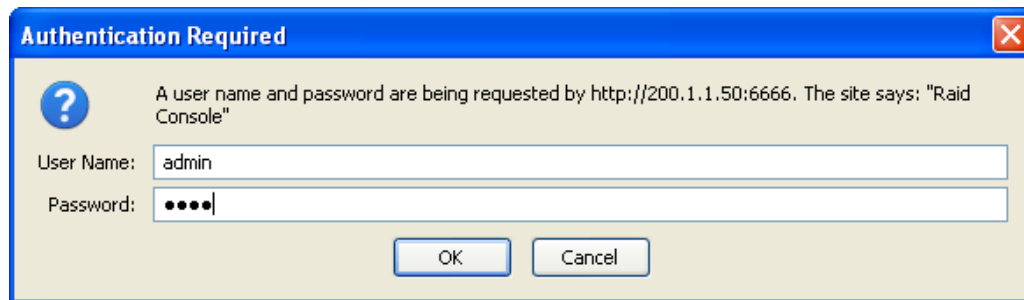 Authentication Required
A user name and password are being requested by http://200.1.1.50:6666. The site says: "Raid
Console"
User Name: admin
Password: ●●●●
OK Cancel